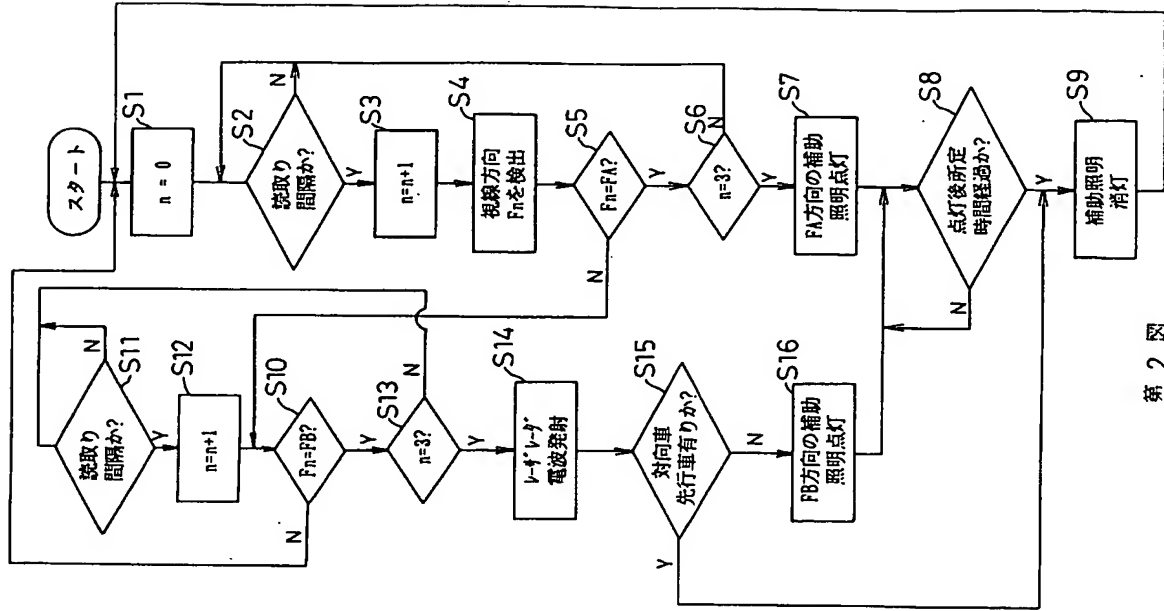 スタート
S1
n = 0
S2
読取り
間隔か?
N
Y
S3
n=n+1
S4
視線方向
Fnを検出
S5
Fn=FA?
N
Y
S6
n=3?
N
Y
S7
FA方向の補助
照明点灯
S8
点灯後所定
時間経過か?
N
Y
S9
補助照明
消灯
S11
読取り
間隔か?
N
Y
S12
n=n+1
S10
Fn=FB?
N
Y
S13
n=3?
N
Y
S14
レーザレーダ
電波発射
S15
対向車
先行車有りか?
Y
N
S16
FB方向の補助
照明点灯
第 2 図